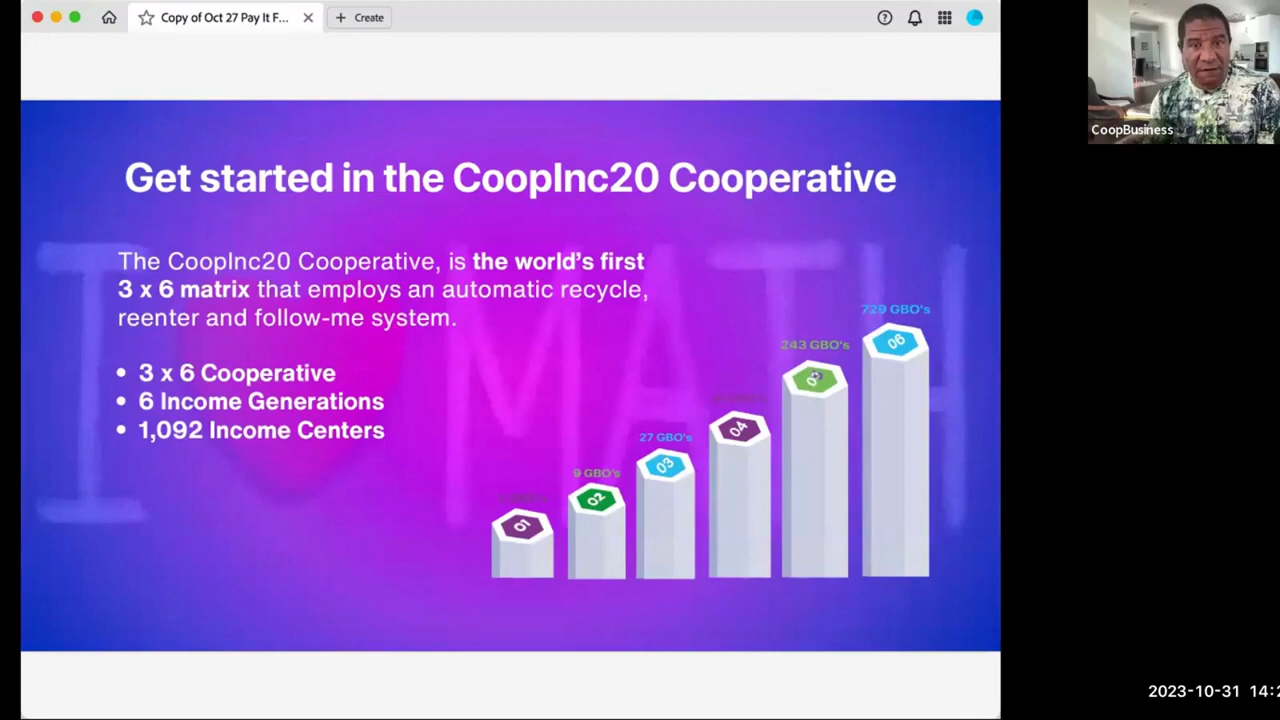 Copy of Oct 27 Pay It F...
Create
CoopBusiness
Get started in the CoopInc20 Cooperative
The CoopInc20 Cooperative, is the world's first
3 x 6 matrix that employs an automatic recycle,
reenter and follow-me system.
• 3 x 6 Cooperative
• 6 Income Generations
• 1,092 Income Centers
I MATH
729 GBO's
243 GBO's
27 GBO's
9 GBO's
01
02
03
04
06
2023-10-31 14:2